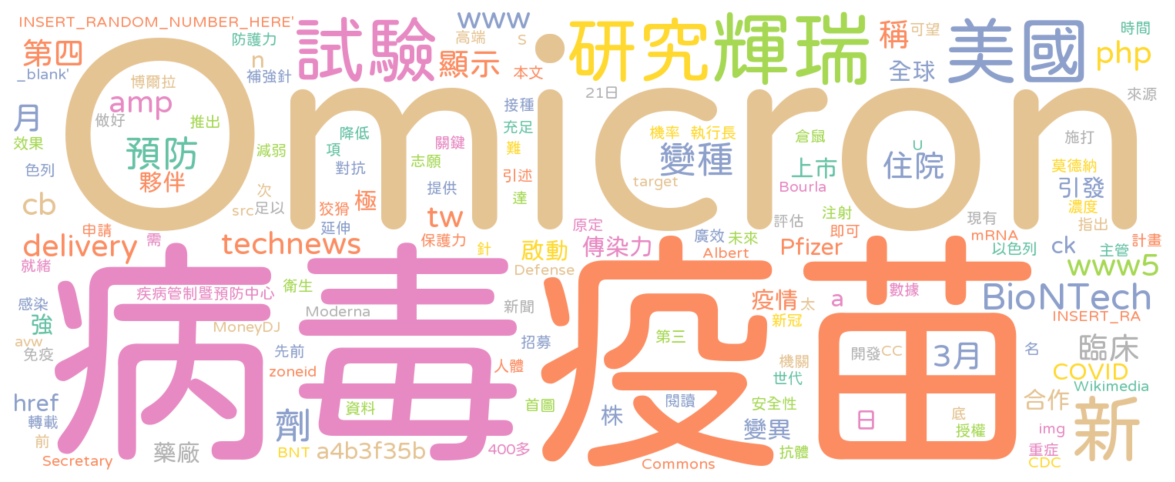 INSERT_RANDOM_NUMBER_HERE'
第四
_blank'
防護力
n
補強針
試驗
顯示
高端
www
s
本文
研究
輝瑞
21日
稱
可望
全球
美國
php
時間
來源
Omicron
月
效果
色列
cb
博爾拉
amp
做好
推出
預防
夥伴
減弱
次
src
足以
降低
項
對抗
狡猾
極
延伸
關鍵
志願
提供
tw
保護力
接種
充足
難
引述
達
針
機率
執行長
變種
target
倉鼠
上市
Bourla
U
住院
施打
莫德納
引發
濃度
指出
申請
需
delivery
technews
原定
啟動
傳染力
廣效
未來
Albert
評估
注射
即可
Pfizer
現有
mRNA
以色列
ck
主管
計畫
www5
Defense
就緒
病毒疫苗
疾病管制暨預防中心
衛生
感染
強
avw
免疫
MoneyDJ
Moderna
新聞
先前
招募
zoneid
人體
疫情
太
a
數據
新冠
BioNTech
INSERT_RA
第三
機關
世代
開發
CC
3月
名
臨床
COVID
Wikimedia
href
轉載
前
Secretary
藥廠
劑
資料
BNT
a4b3f35b
400多
首圖
株
閱讀
安全性
變異
抗體
Commons
日
底
授權
合作
img
重症
CDC
新